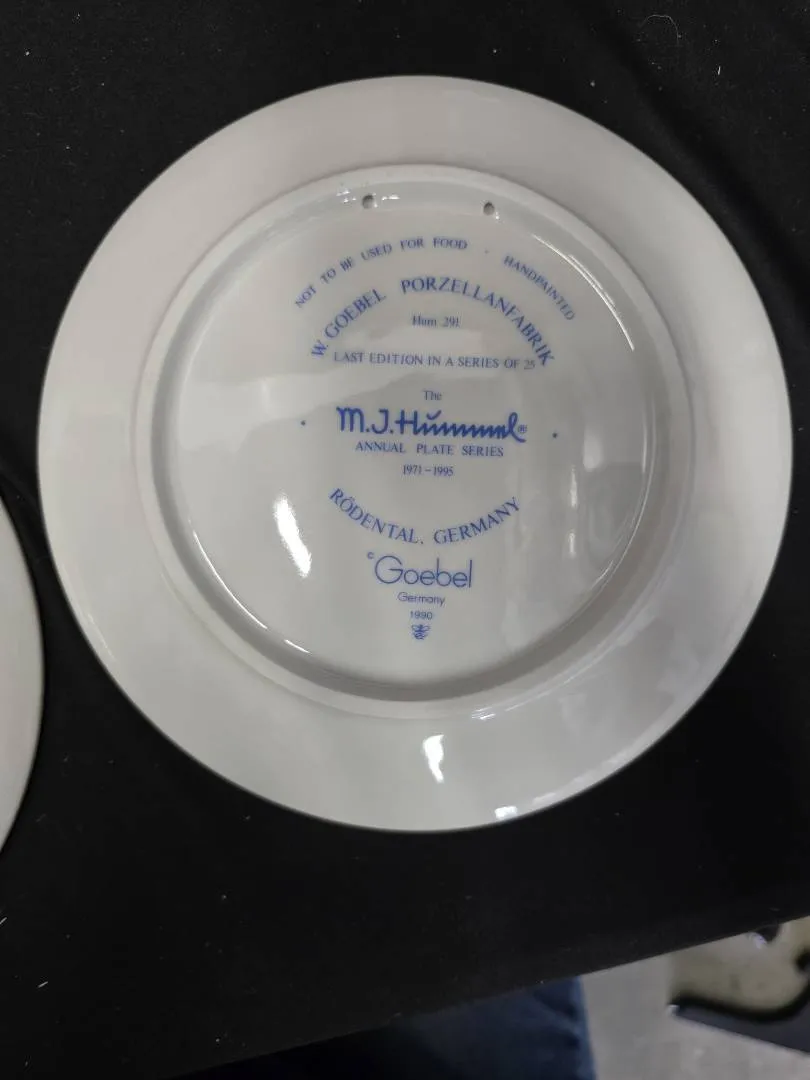 NOT TO BE USED FOR FOOD · HANDPAINTED
W. GOEBEL PORZELLANFABRIK
Hum 291
LAST EDITION IN A SERIES OF 25
The
M.J.Hummel®
ANNUAL PLATE SERIES
1971–1995
RÖDENTAL, GERMANY
©Goebel
Germany
1990